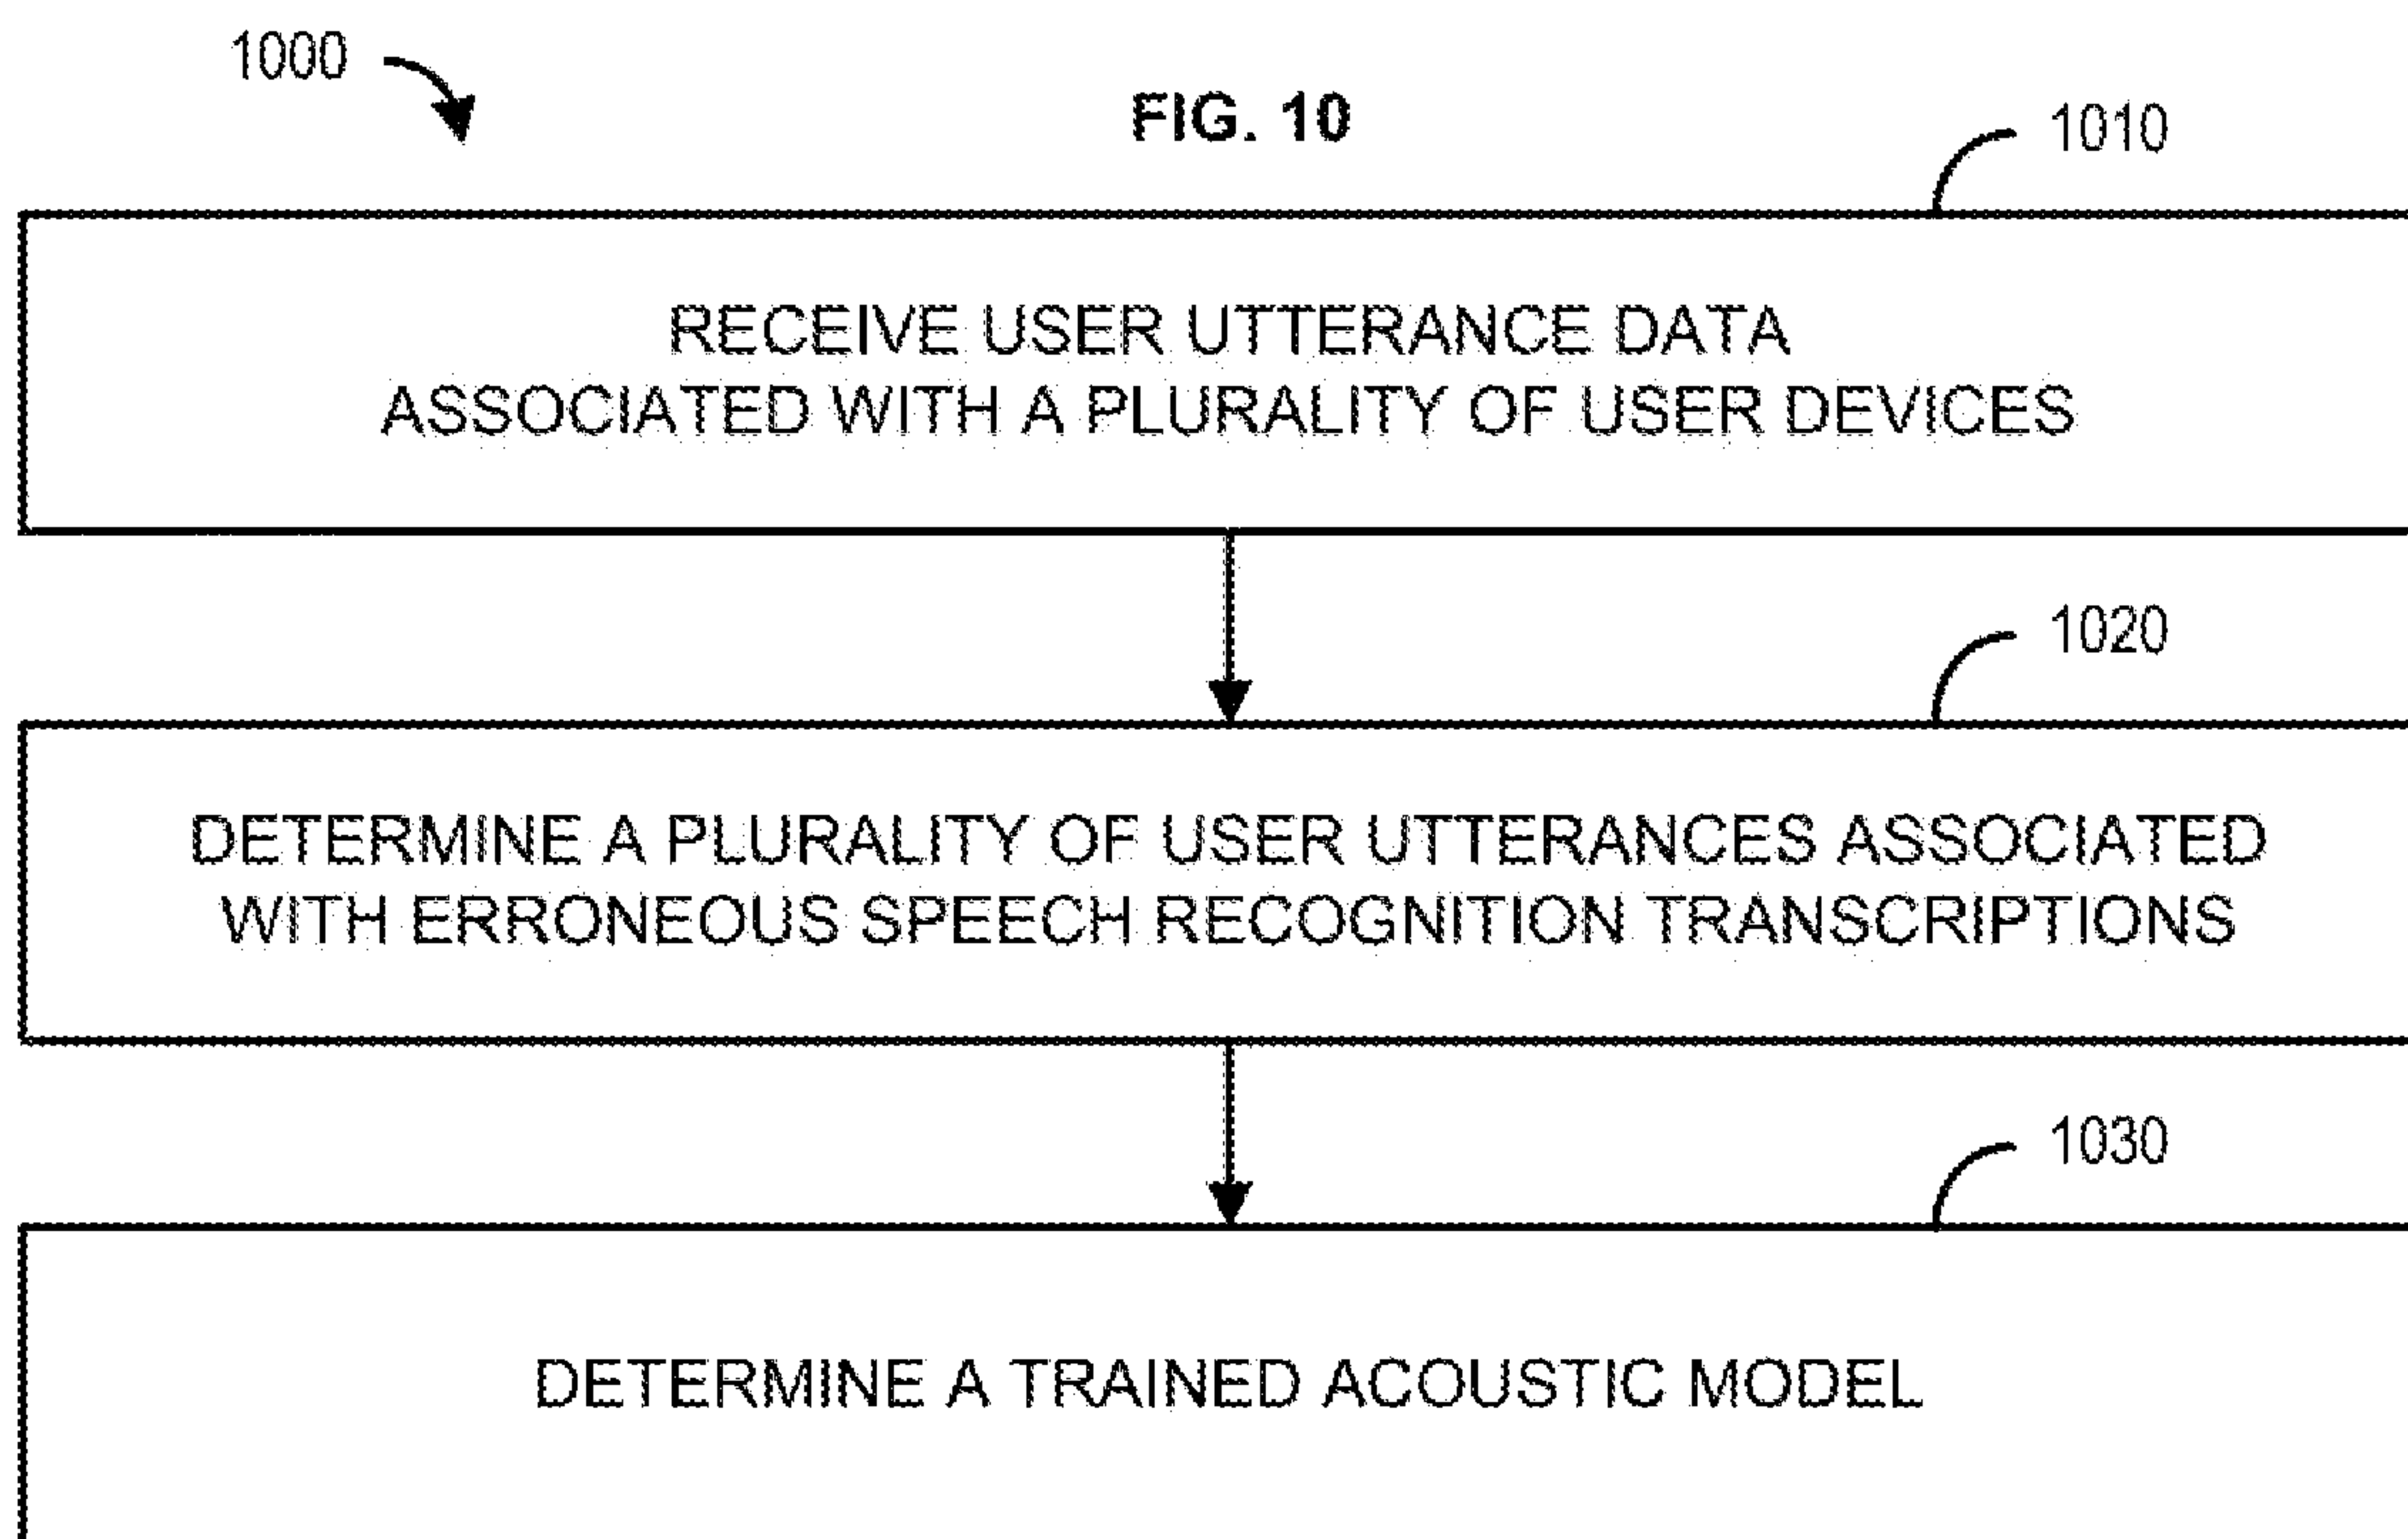 1000
FIG. 10
1010
RECEIVE USER UTTERANCE DATA
ASSOCIATED WITH A PLURALITY OF USER DEVICES
1020
DETERMINE A PLURALITY OF USER UTTERANCES ASSOCIATED
WITH ERRONEOUS SPEECH RECOGNITION TRANSCRIPTIONS
1030
DETERMINE A TRAINED ACOUSTIC MODEL